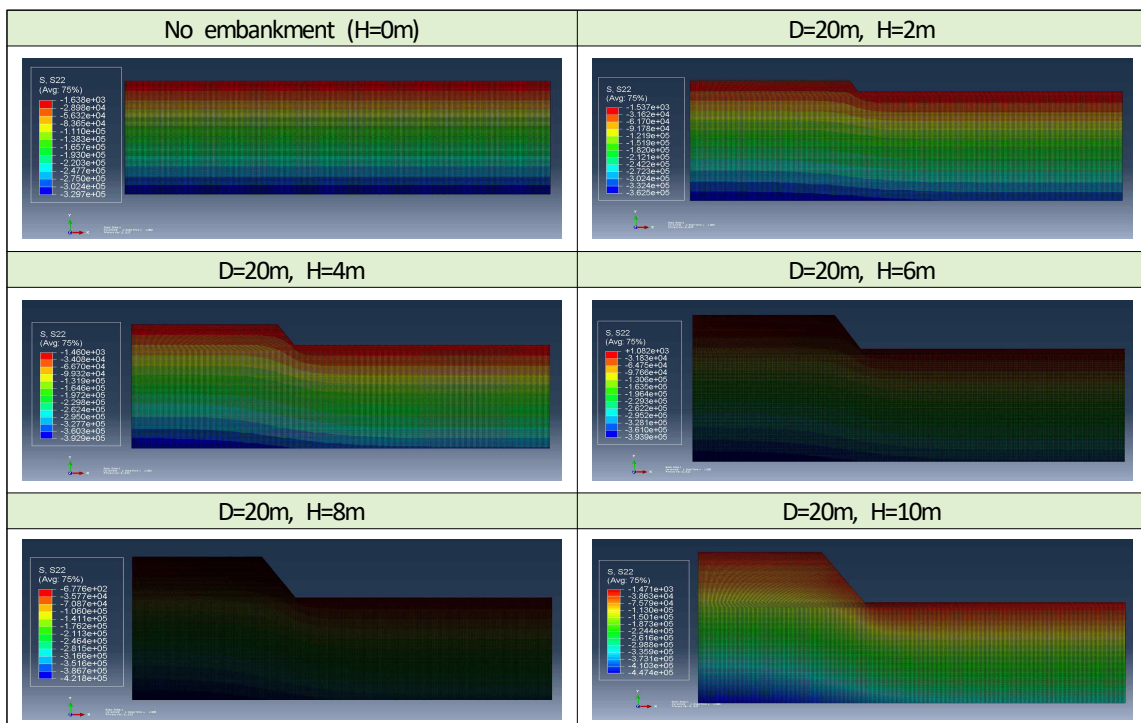 No embankment (H=0m)
D=20m, H=2m
S, S22
(Avg: 75%)
-1.638e+03
-2.898e+04
-5.632e+04
-8.365e+04
-1.110e+05
-1.383e+05
-1.657e+05
-1.930e+05
-2.203e+05
-2.477e+05
-2.750e+05
-3.024e+05
-3.297e+05
S, S22
(Avg: 75%)
-1.537e+03
-3.162e+04
-6.170e+04
-9.178e+04
-1.219e+05
-1.519e+05
-1.820e+05
-2.121e+05
-2.422e+05
-2.723e+05
-3.024e+05
-3.324e+05
-3.625e+05
D=20m, H=4m
D=20m, H=6m
S, S22
(Avg: 75%)
-1.460e+03
-3.408e+04
-6.670e+04
-9.932e+04
-1.319e+05
-1.646e+05
-1.972e+05
-2.298e+05
-2.624e+05
-2.950e+05
-3.277e+05
-3.603e+05
-3.929e+05
S, S22
(Avg: 75%)
+1.082e+03
-3.183e+04
-6.475e+04
-9.766e+04
-1.306e+05
-1.635e+05
-1.964e+05
-2.293e+05
-2.622e+05
-2.952e+05
-3.281e+05
-3.610e+05
-3.939e+05
D=20m, H=8m
D=20m, H=10m
S, S22
(Avg: 75%)
-6.776e+02
-3.577e+04
-7.087e+04
-1.060e+05
-1.411e+05
-1.762e+05
-2.113e+05
-2.464e+05
-2.815e+05
-3.166e+05
-3.516e+05
-3.867e+05
-4.218e+05
S, S22
(Avg: 75%)
-1.471e+03
-3.863e+04
-7.579e+04
-1.130e+05
-1.501e+05
-1.873e+05
-2.244e+05
-2.616e+05
-2.988e+05
-3.359e+05
-3.731e+05
-4.103e+05
-4.474e+05